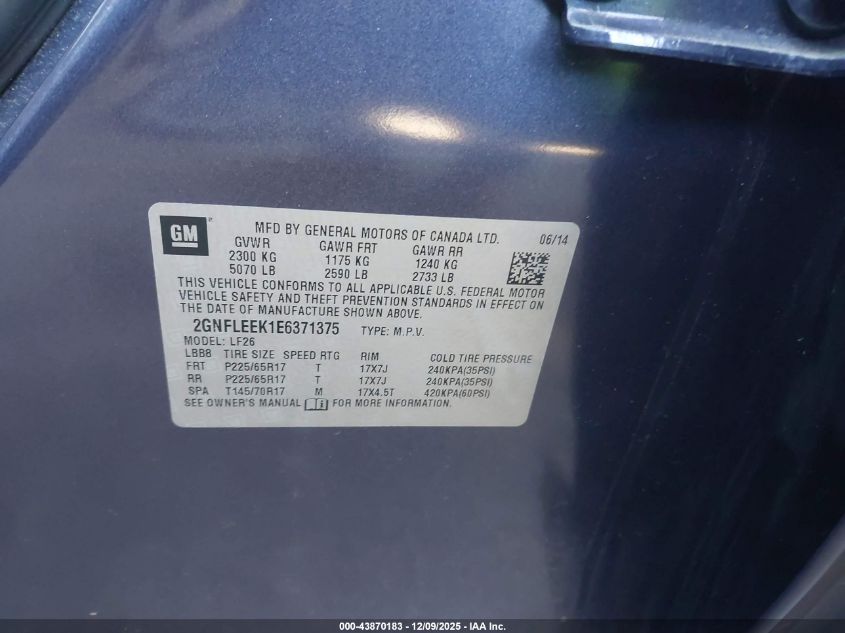 GM
MFD BY GENERAL MOTORS OF CANADA LTD. 06/14
GVWR GAWR FRT GAWR RR
2300 KG 1175 KG 1240 KG
5070 LB 2590 LB 2733 LB
THIS VEHICLE CONFORMS TO ALL APPLICABLE U.S. FEDERAL MOTOR
VEHICLE SAFETY AND THEFT PREVENTION STANDARDS IN EFFECT ON
THE DATE OF MANUFACTURE SHOWN ABOVE.
2GNFLEEK1E6371375 TYPE: M.P.V.
MODEL: LF26
LBB8 TIRE SIZE SPEED RTG RIM COLD TIRE PRESSURE
FRT P225/65R17 T 17X7J 240KPA(35PSI)
RR P225/65R17 T 17X7J 240KPA(35PSI)
SPA T145/70R17 M 17X4.5T 420KPA(60PSI)
SEE OWNER'S MANUAL FOR MORE INFORMATION.
000-43870183 - 12/09/2025 - IAA Inc.